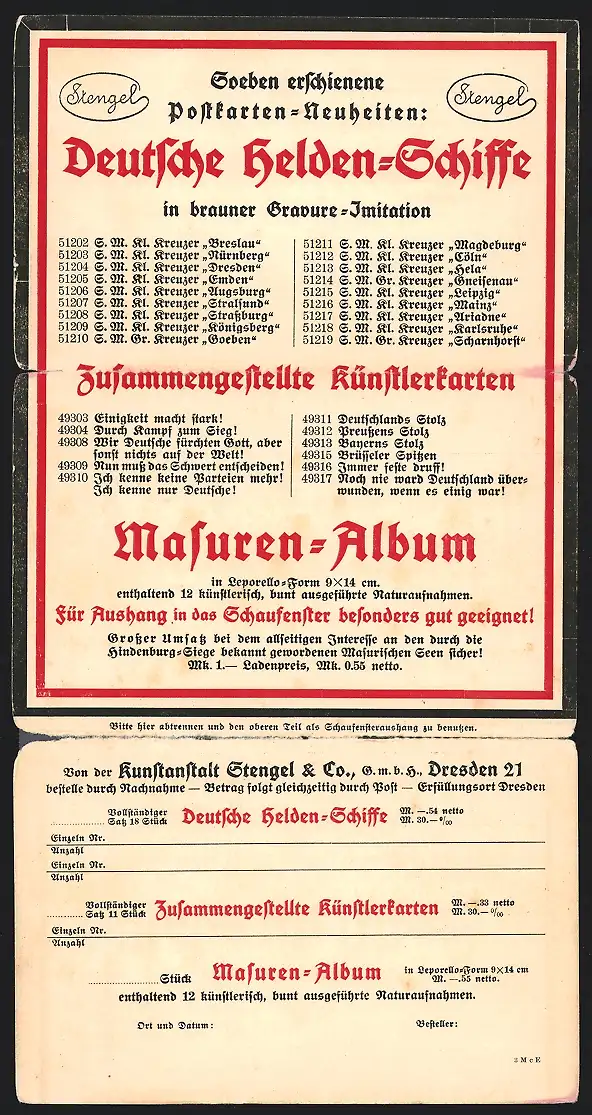 Stengel
Soeben erschienene
Stengel
Postkarten-Neuheiten:
Deutsche Helden-Schiffe
in brauner Gravure-Imitation
51202 S. M. Kl. Kreuzer „Breslau“
51203 S. M. Kl. Kreuzer „Nürnberg“
51204 S. M. Kl. Kreuzer „Dresden“
51205 S. M. Kl. Kreuzer „Emden“
51206 S. M. Kl. Kreuzer „Augsburg“
51207 S. M. Kl. Kreuzer „Stralsund“
51208 S. M. Kl. Kreuzer „Straßburg“
51209 S. M. Kl. Kreuzer „Königsberg“
51210 S. M. Gr. Kreuzer „Goeben“
51211 S. M. Kl. Kreuzer „Magdeburg“
51212 S. M. Kl. Kreuzer „Cöln“
51213 S. M. Kl. Kreuzer „Hela“
51214 S. M. Gr. Kreuzer „Gneisenau“
51215 S. M. Kl. Kreuzer „Leipzig“
51216 S. M. Kl. Kreuzer „Mainz“
51217 S. M. Kl. Kreuzer „Ariadne“
51218 S. M. Kl. Kreuzer „Karlsruhe“
51219 S. M. Gr. Kreuzer „Scharnhorst“
Zusammengestellte Künstlerkarten
49303 Einigkeit macht stark!
49304 Durch Kampf zum Sieg!
49308 Wir Deutsche fürchten Gott, aber
sonst nichts auf der Welt!
49309 Nun muß das Schwert entscheiden!
49310 Ich kenne keine Parteien mehr!
Ich kenne nur Deutsche!
49311 Deutschlands Stolz
49312 Preußens Stolz
49313 Bayerns Stolz
49315 Brüsseler Spitzen
49316 Immer feste druff!
49317 Noch nie ward Deutschland über-
wunden, wenn es einig war!
Masuren-Album
in Leporello-Form 9×14 cm.
enthaltend 12 künstlerisch, bunt ausgeführte Naturaufnahmen.
Für Aushang in das Schaufenster besonders gut geeignet!
Großer Umsatz bei dem allseitigen Interesse an den durch die
Hindenburg-Siege bekannt gewordenen Masurischen Seen sicher!
Mk. 1.— Ladenpreis, Mk. 0.55 netto.
Bitte hier abtrennen und den oberen Teil als Schaufensteraushang zu benutzen.
Von der Kunstanstalt Stengel & Co., G. m. b. H., Dresden 21
bestelle durch Nachnahme — Betrag folgt gleichzeitig durch Post — Erfüllungsort Dresden
Vollständiger
Satz 18 Stück
Deutsche Helden-Schiffe
M. —.54 netto
M. 30.— ‰
Einzeln Nr.
Anzahl
Einzeln Nr.
Anzahl
Vollständiger
Satz 11 Stück
Zusammengestellte Künstlerkarten
M. —.33 netto
M. 30.— ‰
Einzeln Nr.
Anzahl
Stück Masuren-Album
in Leporello-Form 9×14 cm
M. —.55 netto.
enthaltend 12 künstlerisch, bunt ausgeführte Naturaufnahmen.
Ort und Datum:
Besteller:
3 M c E